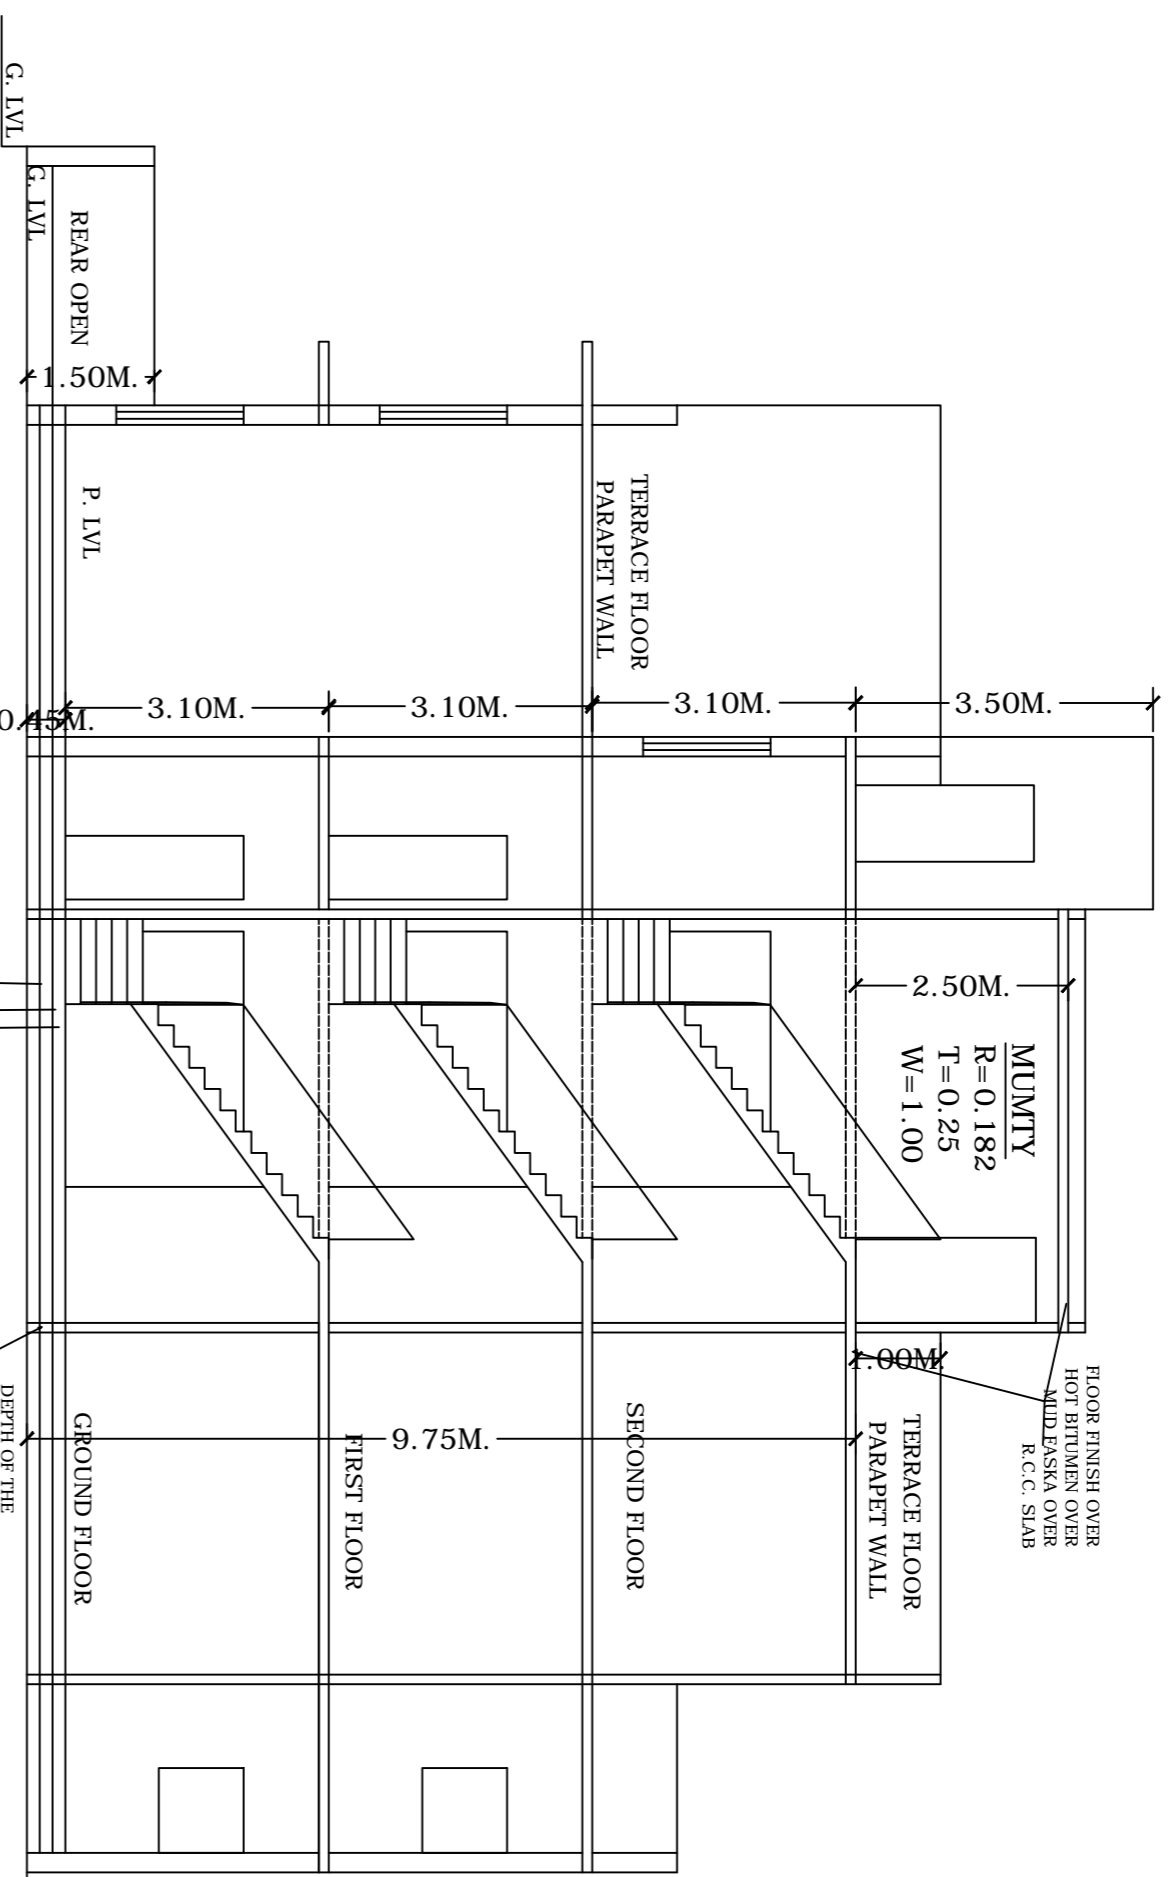 G. LVL
G. LVL
REAR OPEN
1.50M.
P. LVL
TERRACE FLOOR
PARAPET WALL
0.45M.
3.10M.
3.10M.
3.10M.
3.50M.
2.50M.
MUMTY
R=0.182
T=0.25
W=1.00
1.00M.
FLOOR FINISH OVER
HOT BITUMEN OVER
MUD FASKA OVER
R.C.C. SLAB
TERRACE FLOOR
PARAPET WALL
SECOND FLOOR
9.75M.
FIRST FLOOR
GROUND FLOOR
DEPTH OF THE